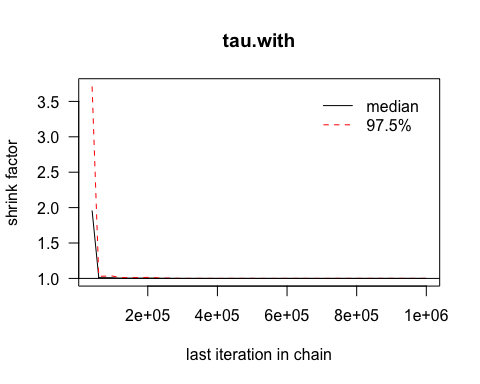 tau.with
median
97.5%
3.5
3.0
2.5
2.0
1.5
1.0
shrink factor
2e+05 4e+05 6e+05 8e+05 1e+06
last iteration in chain